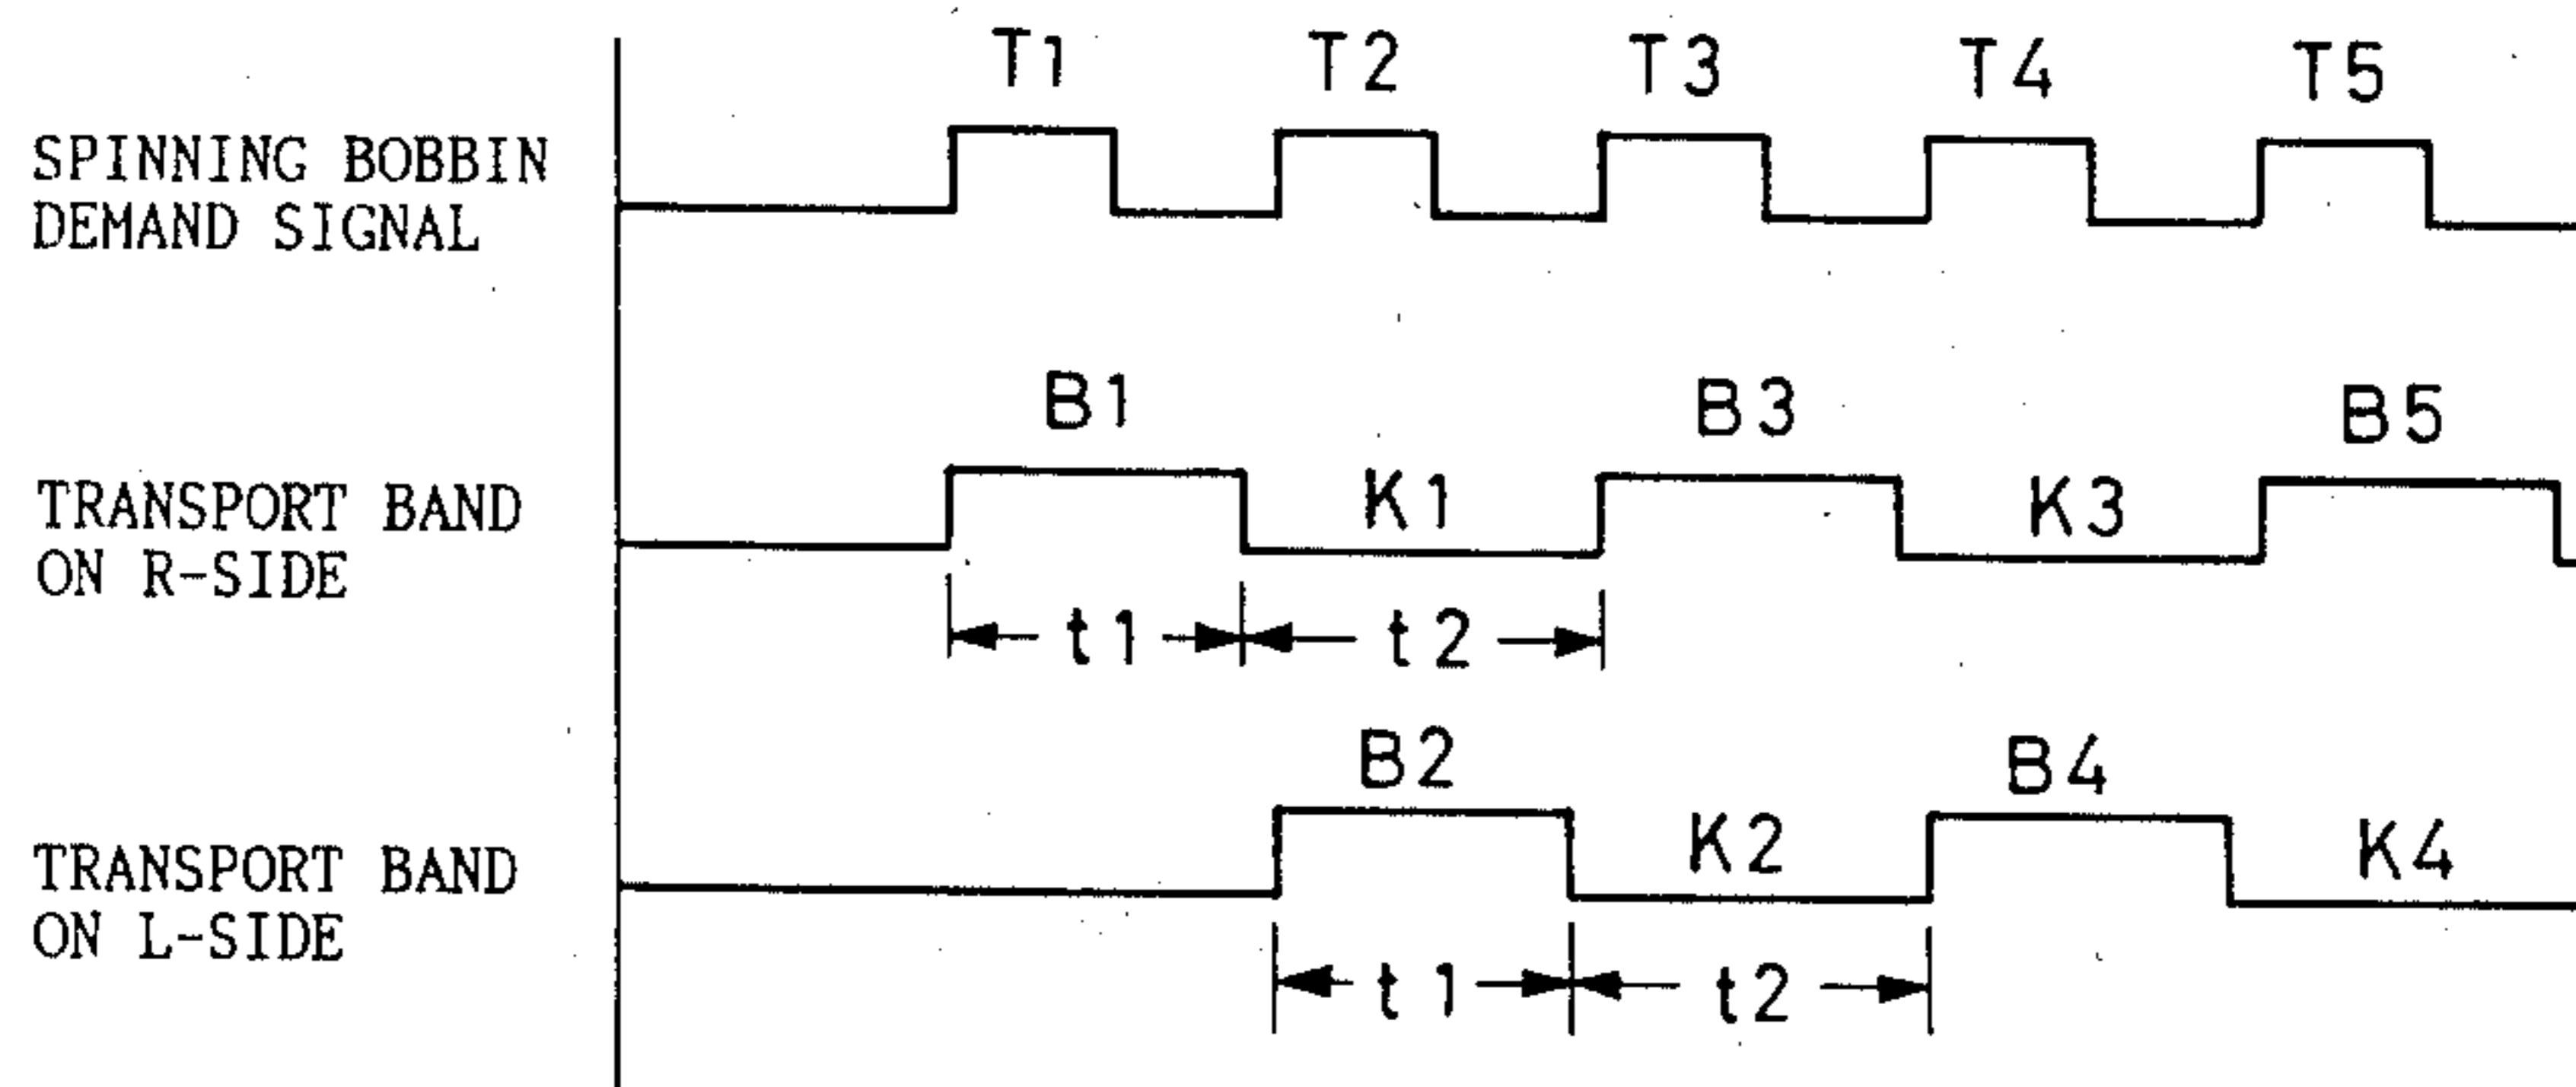 T1 T2 T3 T4 T5
SPINNING BOBBIN
DEMAND SIGNAL
B1 B3 B5
K1 K3
TRANSPORT BAND
ON R-SIDE
t1 t2
B2 B4
K2 K4
TRANSPORT BAND
ON L-SIDE
t1 t2